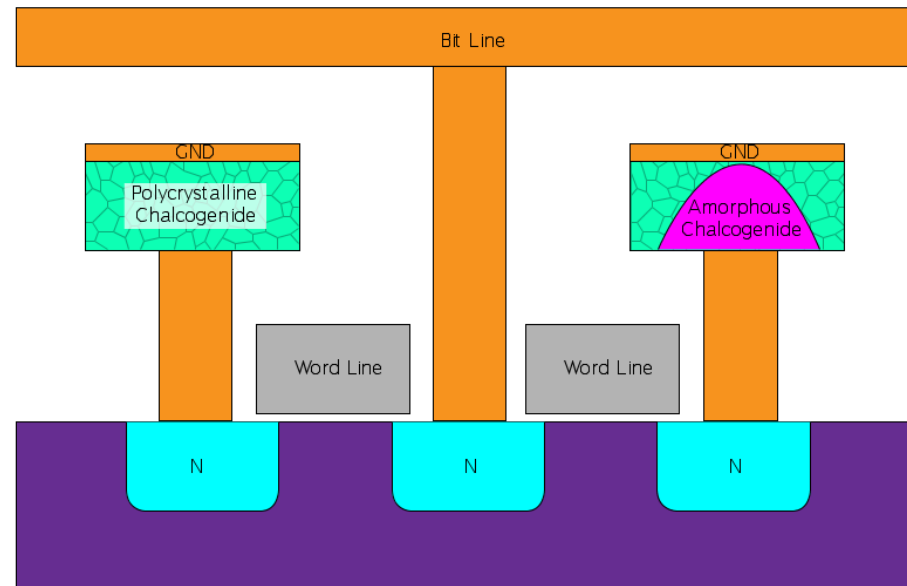 Bit Line
GND
GND
Polycrystalline
Chalcogenide
Amorphous
Chalcogenide
Word Line
Word Line
N
N
N